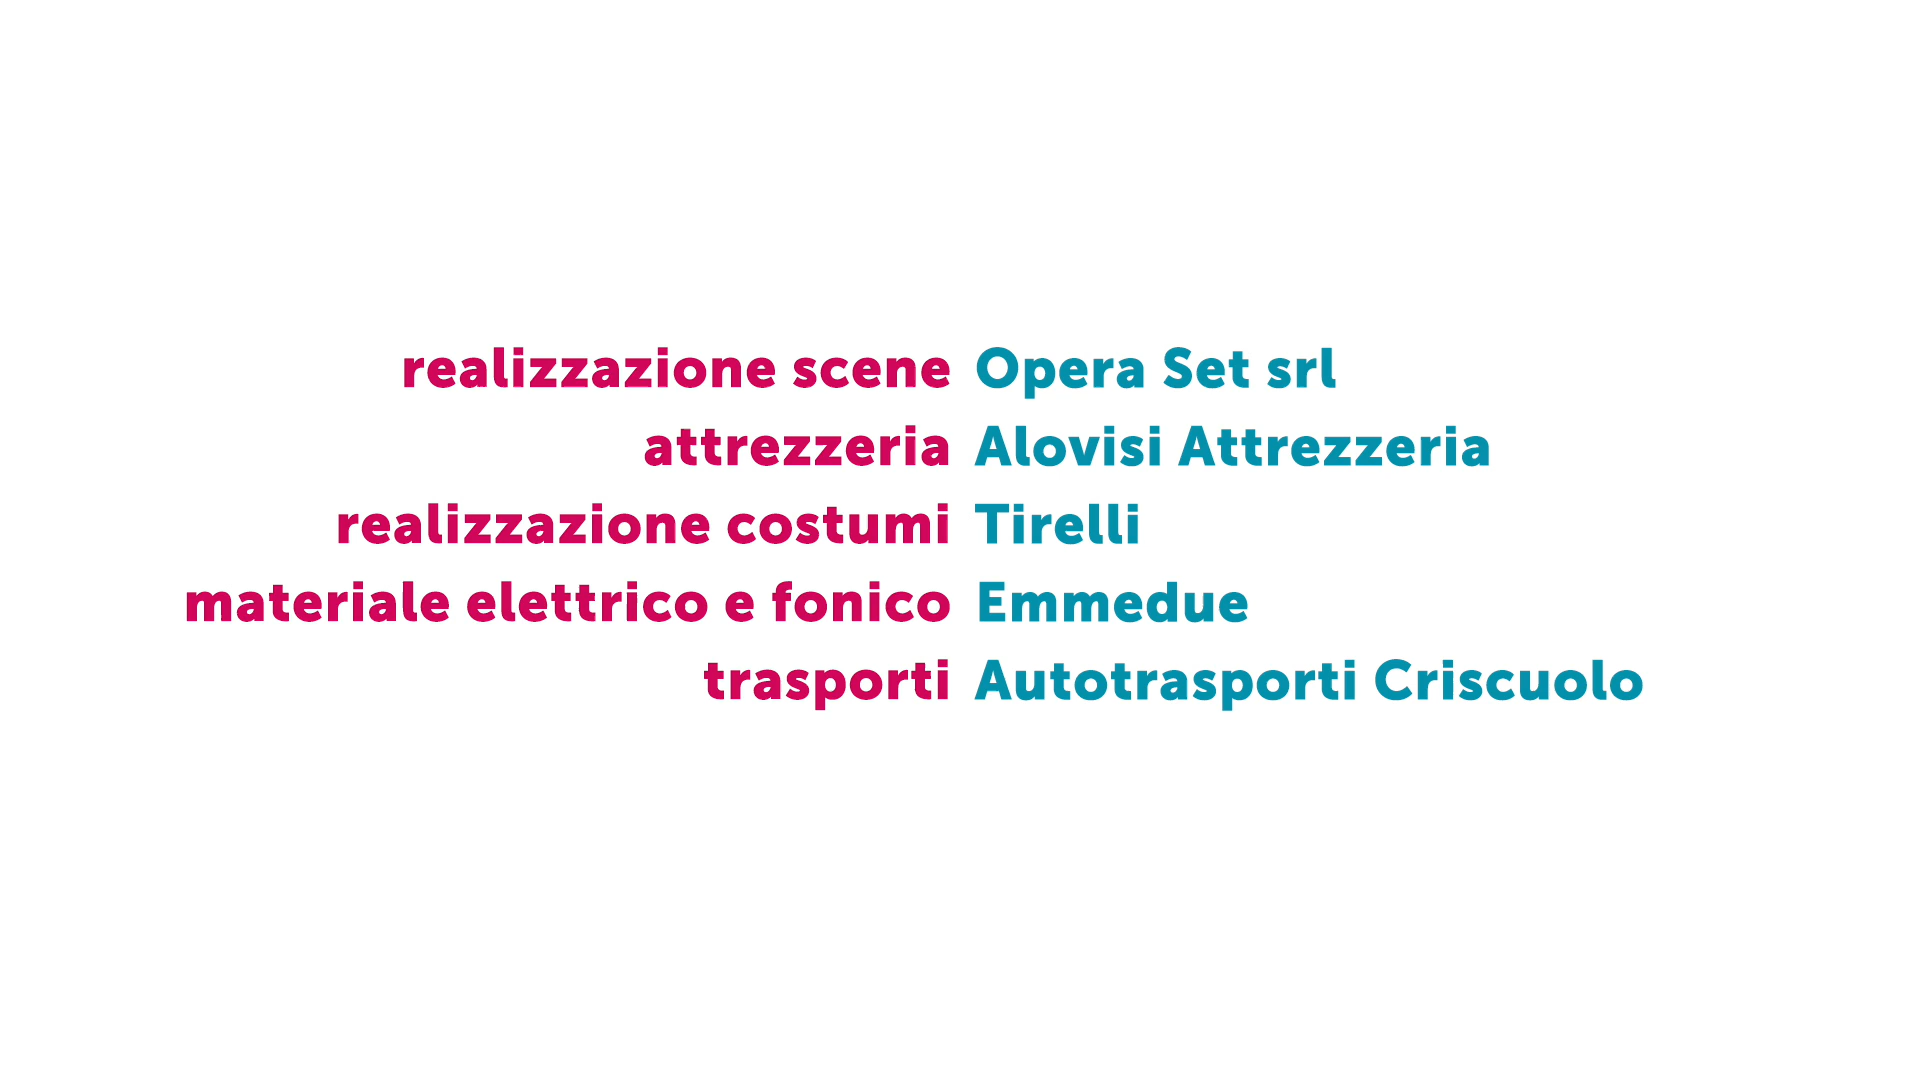 realizzazione scene Opera Set srl
attrezzeria Alovisi Attrezzeria
realizzazione costumi Tirelli
materiale elettrico e fonico Emmedue
trasporti Autotrasporti Criscuolo